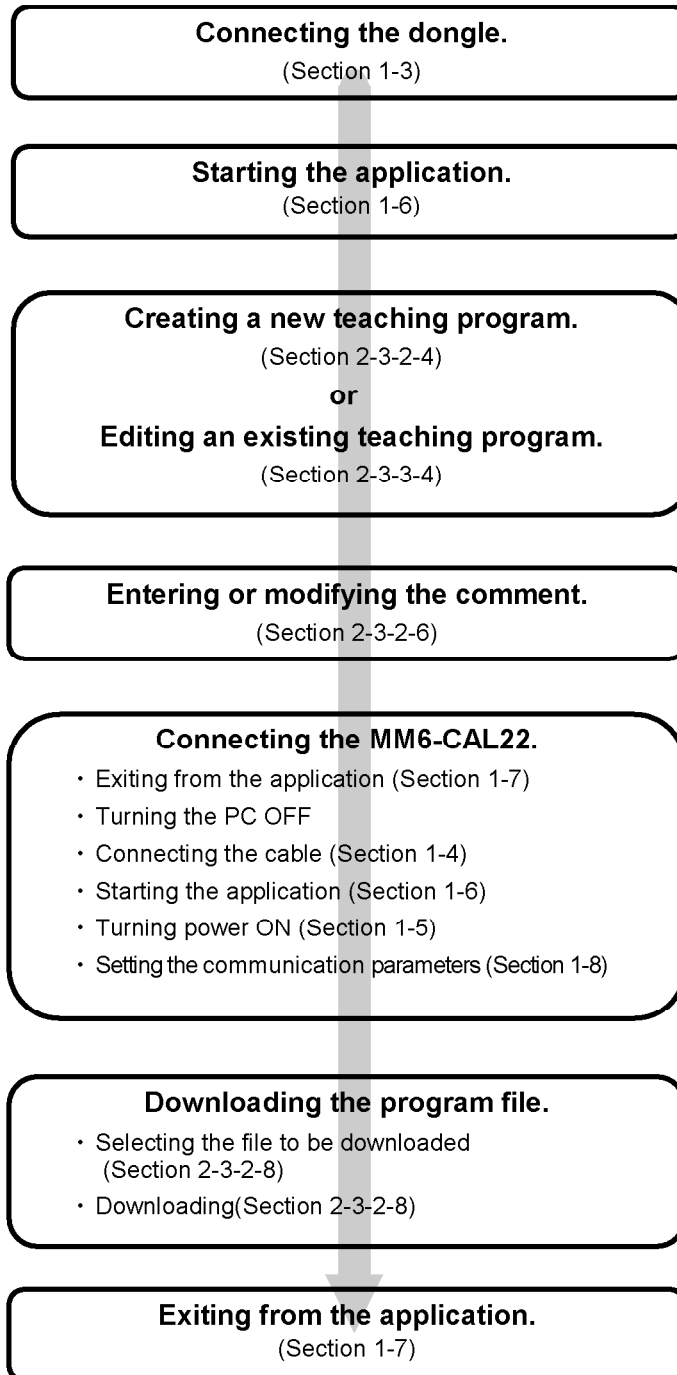 Connecting the dongle.
(Section 1-3)
Starting the application.
(Section 1-6)
Creating a new teaching program.
(Section 2-3-2-4)
or
Editing an existing teaching program.
(Section 2-3-3-4)
Entering or modifying the comment.
(Section 2-3-2-6)
Connecting the MM6-CAL22.
・Exiting from the application (Section 1-7)
・Turning the PC OFF
・Connecting the cable (Section 1-4)
・Starting the application (Section 1-6)
・Turning power ON (Section 1-5)
・Setting the communication parameters (Section 1-8)
Downloading the program file.
・Selecting the file to be downloaded
(Section 2-3-2-8)
・Downloading(Section 2-3-2-8)
Exiting from the application.
(Section 1-7)